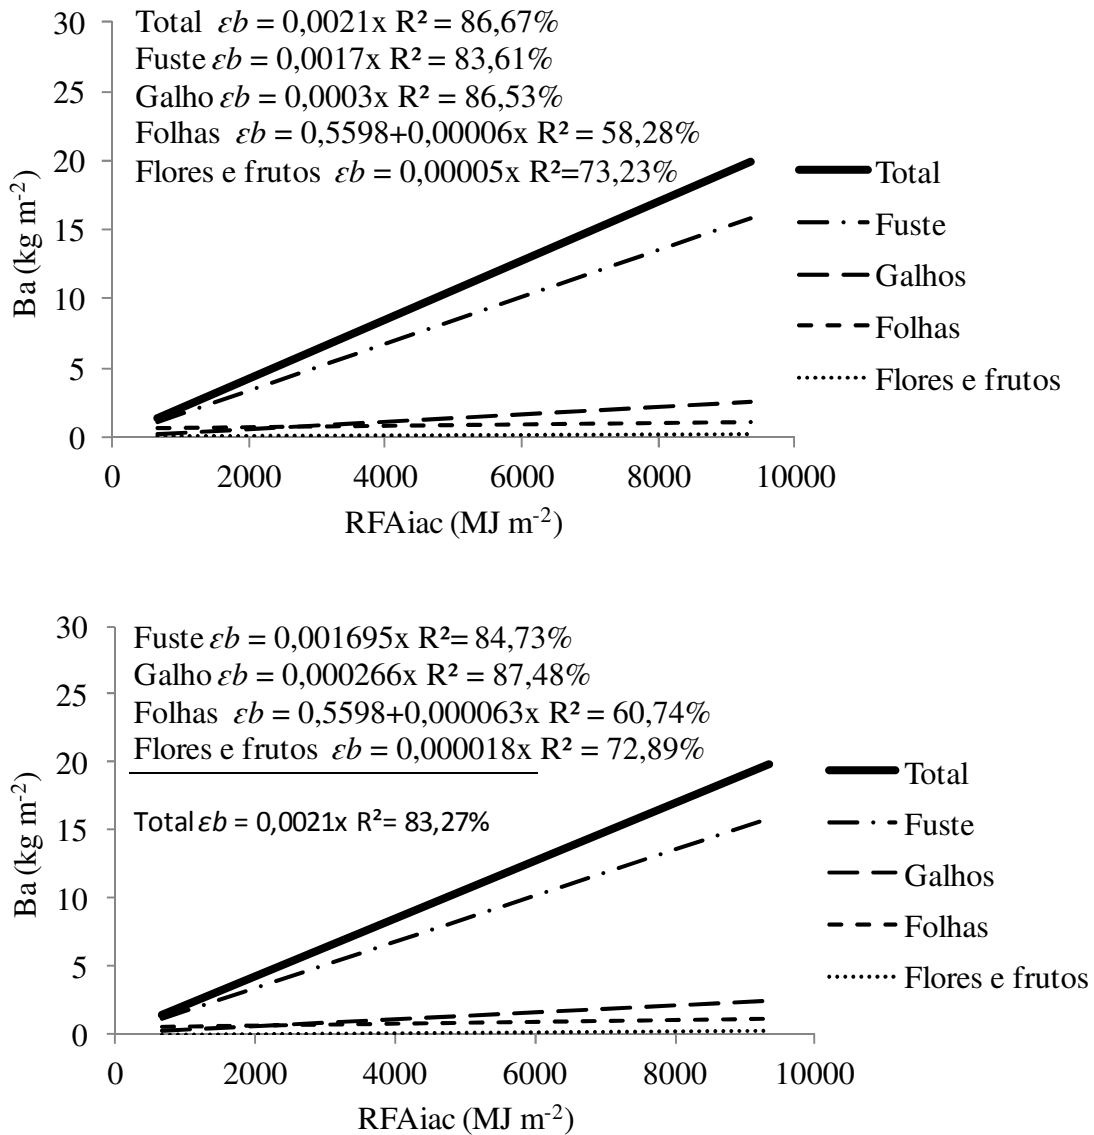 Total εb = 0,0021x R² = 86,67%
Fuste εb = 0,0017x R² = 83,61%
Galho εb = 0,0003x R² = 86,53%
Folhas εb = 0,5598+0,00006x R² = 58,28%
Flores e frutos εb = 0,00005x R²=73,23%
30
25
20
15
10
5
0
Ba (kg m⁻²)
0 2000 4000 6000 8000 10000
RFAiac (MJ m⁻²)
Total
Fuste
Galhos
Folhas
Flores e frutos
Fuste εb = 0,001695x R²= 84,73%
Galho εb = 0,000266x R² = 87,48%
Folhas εb = 0,5598+0,000063x R² = 60,74%
Flores e frutos εb = 0,000018x R² = 72,89%
Total εb = 0,0021x R²= 83,27%
30
25
20
15
10
5
0
Ba (kg m⁻²)
0 2000 4000 6000 8000 10000
RFAiac (MJ m⁻²)
Total
Fuste
Galhos
Folhas
Flores e frutos